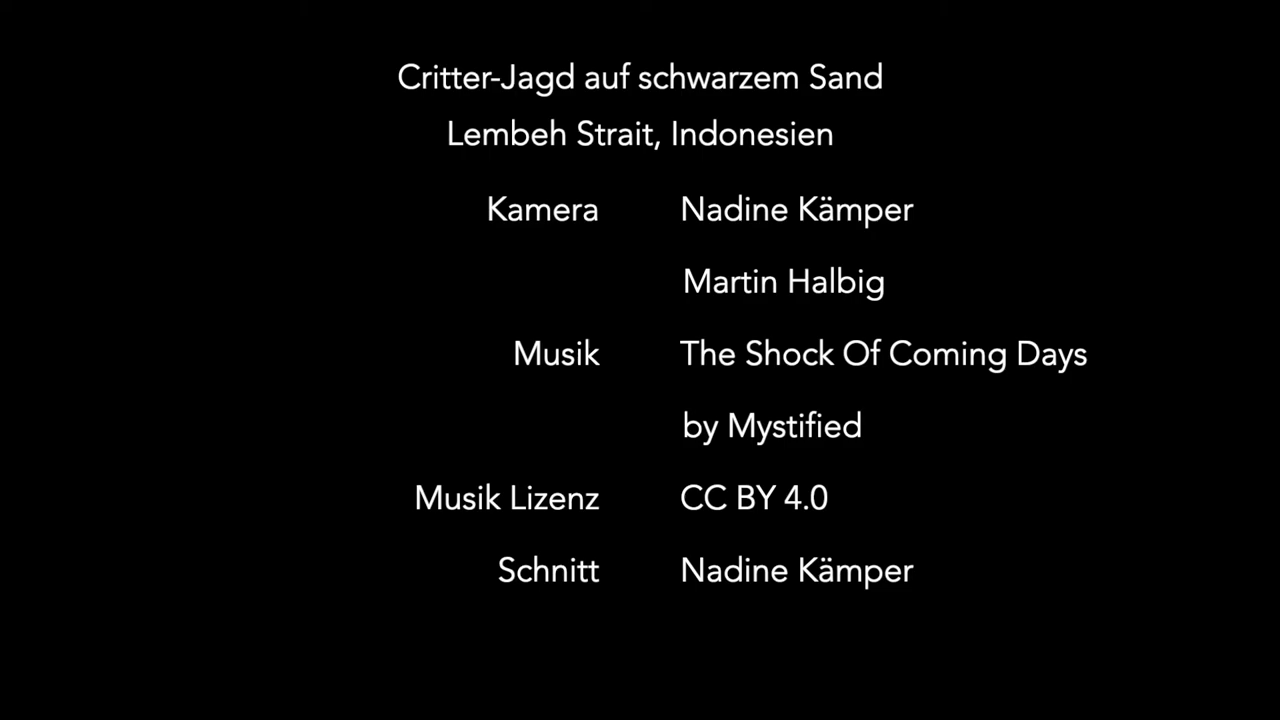 Critter-Jagd auf schwarzem Sand
Lembeh Strait, Indonesien
Kamera Nadine Kämper
Martin Halbig
Musik The Shock Of Coming Days
by Mystified
Musik Lizenz CC BY 4.0
Schnitt Nadine Kämper